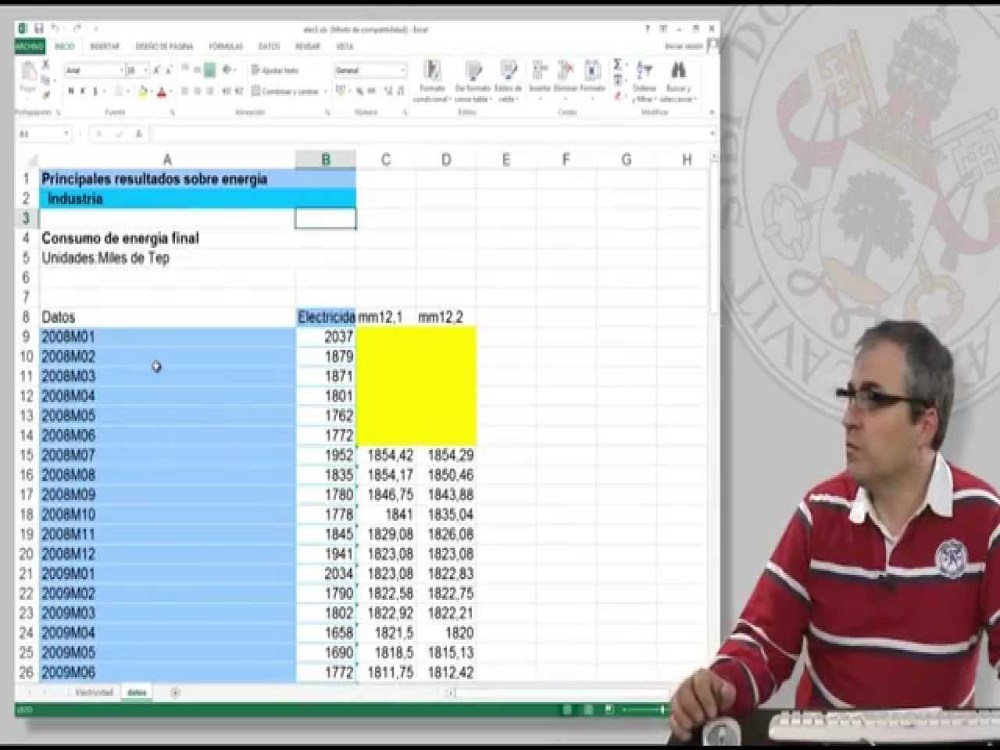 elec1.xls [Modo de compatibilidad] - Excel
ARCHIVO INICIO INSERTAR DISEÑO DE PÁGINA FÓRMULAS DATOS REVISAR VISTA Iniciar sesión
Arial General
Ajustar texto
Combinar y centrar
Formato condicional Dar formato como tabla Estilos de celda Insertar Eliminar Formato Ordenar y filtrar Buscar y seleccionar
Portapapeles Fuente Alineación Número Estilos Celdas Modificar
A B C D E F G H
1 Principales resultados sobre energia
2 Industria
3
4 Consumo de energia final
5 Unidades:Miles de Tep
6
7
8 Datos Electricida mm12,1 mm12,2
9 2008M01 2037
10 2008M02 1879
11 2008M03 1871
12 2008M04 1801
13 2008M05 1762
14 2008M06 1772
15 2008M07 1952 1854,42 1854,29
16 2008M08 1835 1854,17 1850,46
17 2008M09 1780 1846,75 1843,88
18 2008M10 1778 1841 1835,04
19 2008M11 1845 1829,08 1826,08
20 2008M12 1941 1823,08 1823,08
21 2009M01 2034 1823,08 1822,83
22 2009M02 1790 1822,58 1822,75
23 2009M03 1802 1822,92 1822,21
24 2009M04 1658 1821,5 1820
25 2009M05 1690 1818,5 1815,13
26 2009M06 1772 1811,75 1812,42
Electricidad datos